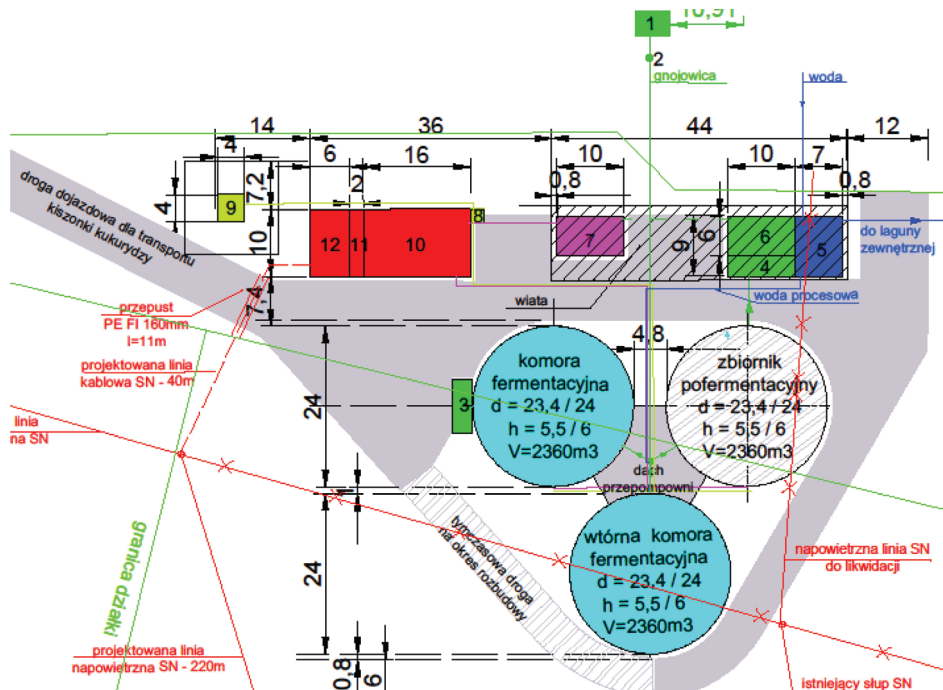 10,91
1
2
gnojowica
woda
14
36
44
12
4
6
2
16
10
10
7
0,8
0,8
7,2
droga dojazdowa dla transportu
kiszonki kukurydzy
4
9
10
12
11
10
8
7
9
6
6
4
5
do laguny
zewnętrznej
wiata
woda procesowa
7,4
przepust
PE FI 160mm
l=11m
projektowana linia
kablowa SN - 40m
linia
na SN
24
3
komora
fermentacyjna
d = 23,4 / 24
h = 5,5 / 6
V=2360m3
4,8
4
zbiornik
pofermentacyjny
d = 23,4 / 24
h = 5,5 / 6
V=2360m3
dach
przepompowni
1
24
tymczasowa droga
na okres rozbudowy
wtórna komora
fermentacyjna
d = 23,4 / 24
h = 5,5 / 6
V=2360m3
napowietrzna linia SN
do likwidacji
granica działki
projektowana linia
napowietrzna SN - 220m
0,8
6
istniejący słup SN